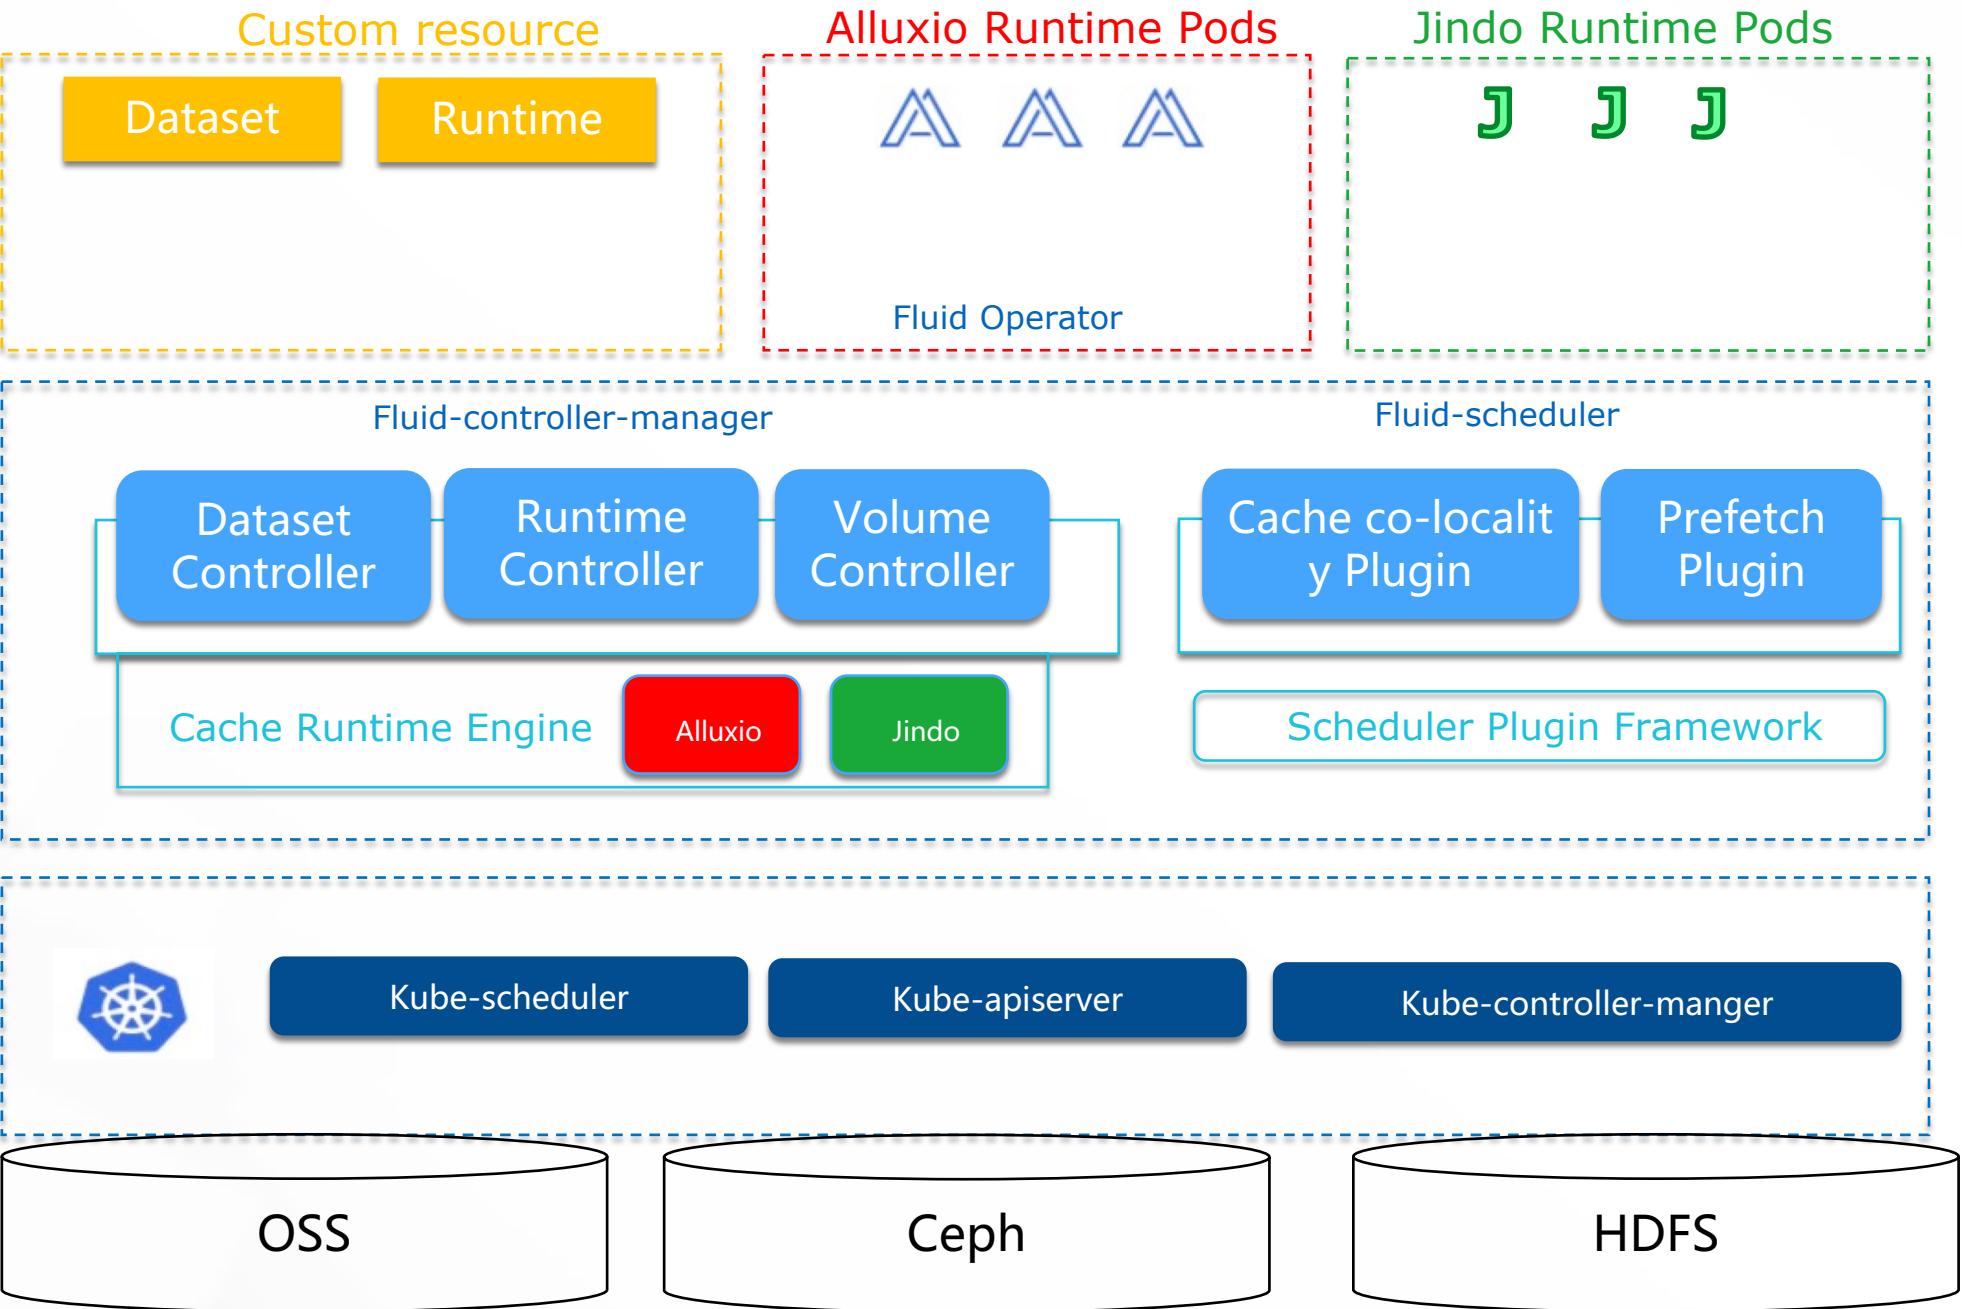 Custom resource
Alluxio Runtime Pods
Jindo Runtime Pods
Dataset
Runtime
J J J
Fluid Operator
Fluid-controller-manager
Fluid-scheduler
Dataset
Controller
Runtime
Controller
Volume
Controller
Cache co-localit
y Plugin
Prefetch
Plugin
Cache Runtime Engine
Alluxio
Jindo
Scheduler Plugin Framework
Kube-scheduler
Kube-apiserver
Kube-controller-manger
OSS
Ceph
HDFS